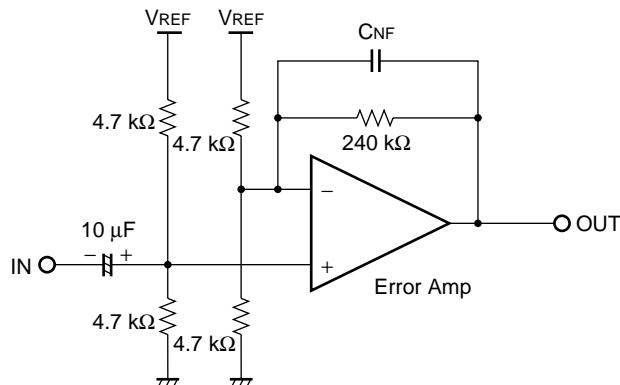 VREF VREF
CNF
4.7 kΩ
4.7 kΩ
240 kΩ
−
10 μF
− +
IN
+
OUT
Error Amp
4.7 kΩ
4.7 kΩ